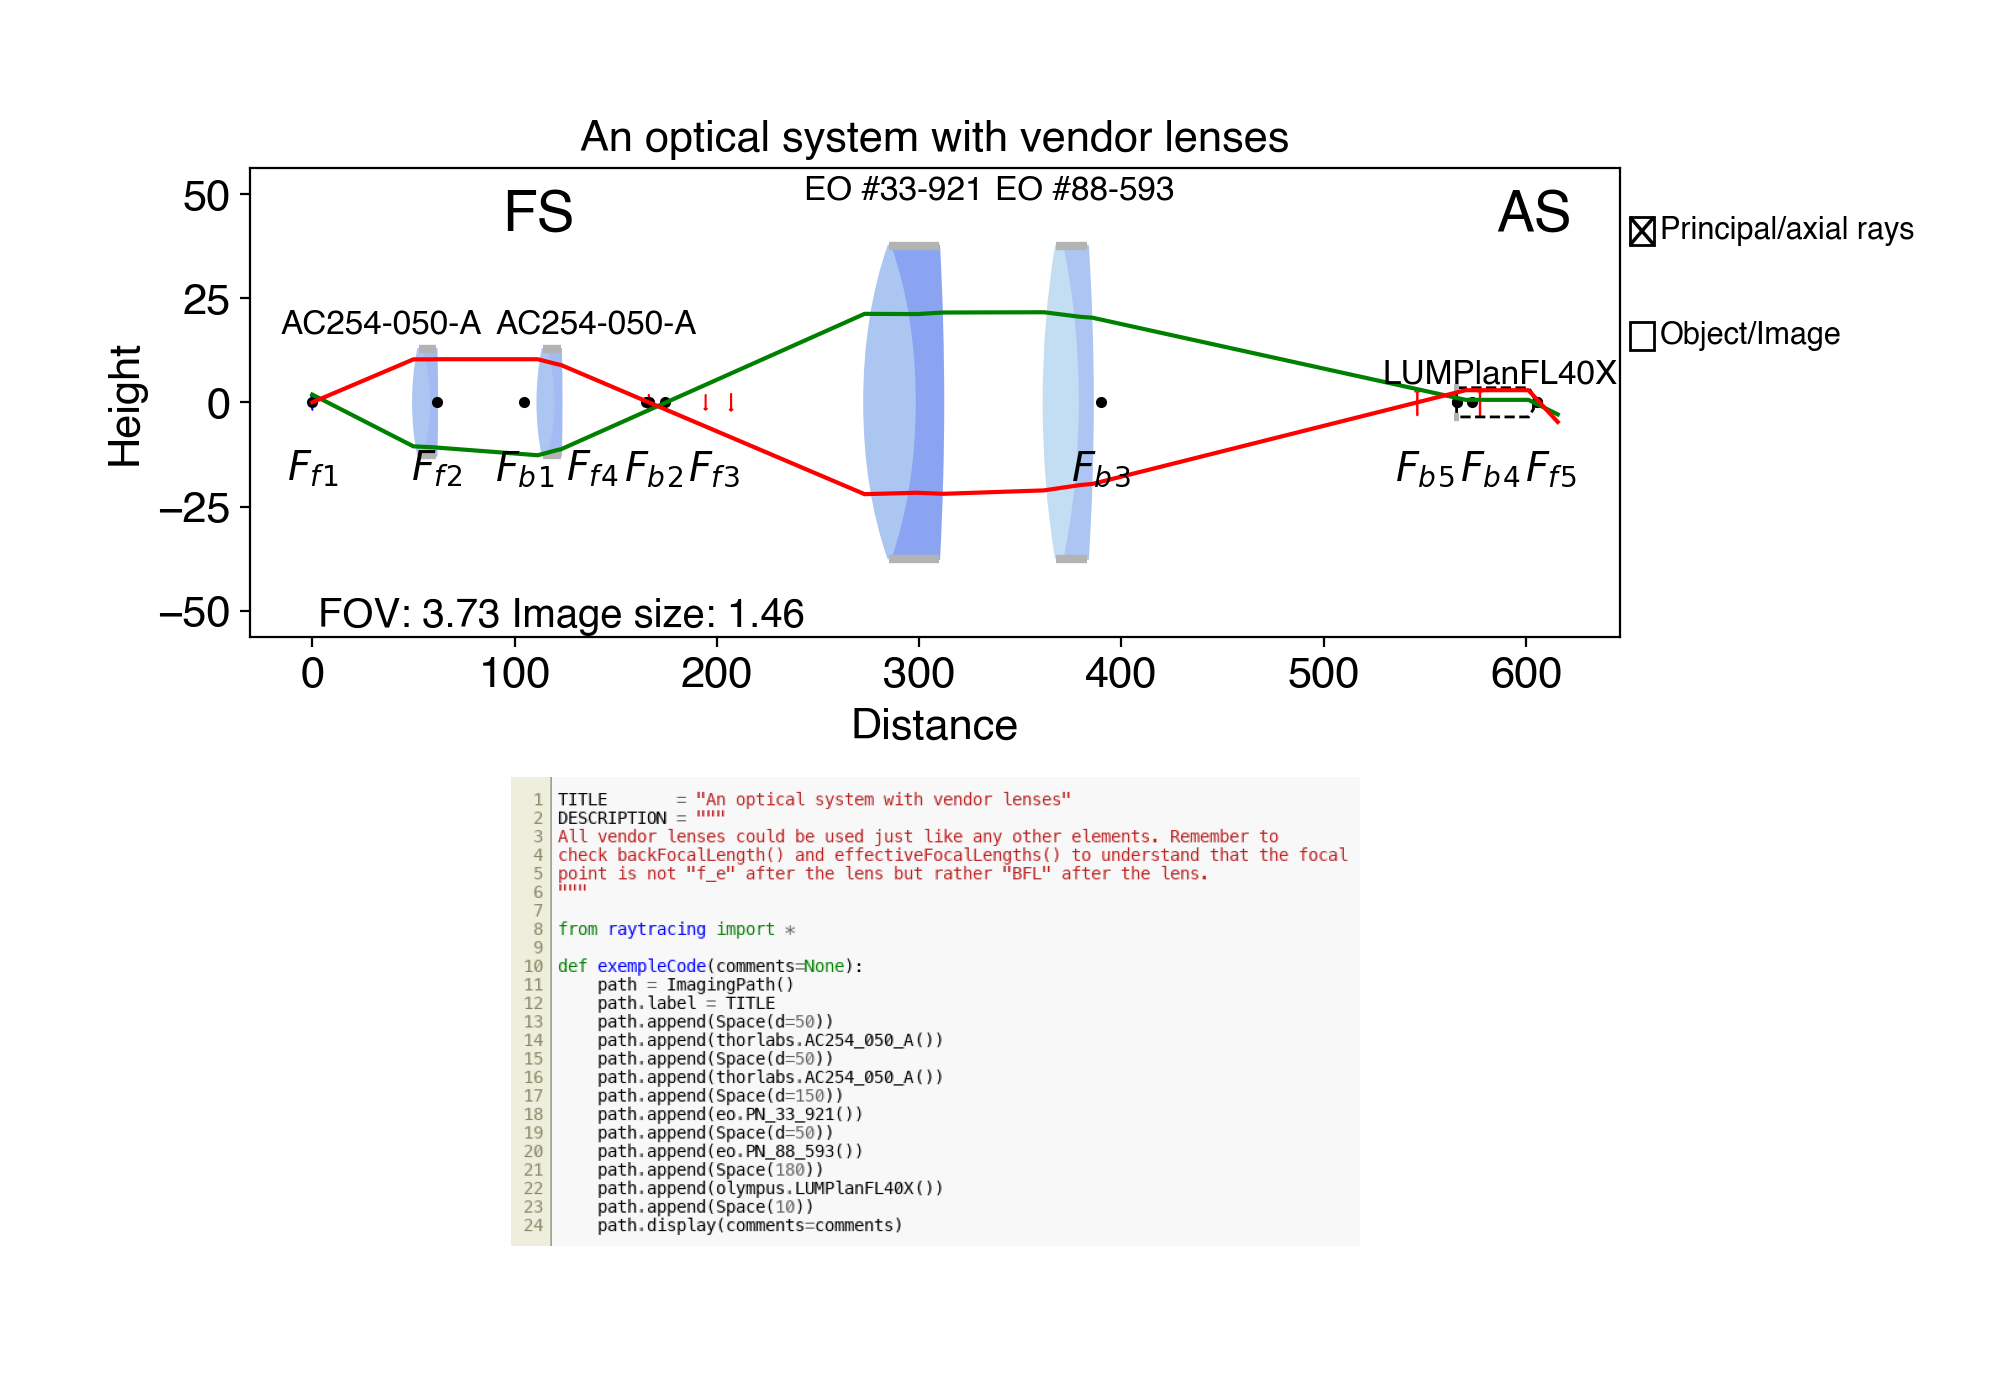 An optical system with vendor lenses
EO #33-921 EO #88-593
FS
AS
Principal/axial rays
Object/Image
AC254-050-A AC254-050-A
LUMPlanFL40X
50
25
0
−25
−50
Height
F_f1 F_f2 F_b1 F_f4 F_b2 F_f3 F_b3 F_b5 F_b4 F_f5
FOV: 3.73 Image size: 1.46
0 100 200 300 400 500 600
Distance
1 TITLE       = "An optical system with vendor lenses"
2 DESCRIPTION = """
3 All vendor lenses could be used just like any other elements. Remember to
4 check backFocalLength() and effectiveFocalLengths() to understand that the focal
5 point is not "f_e" after the lens but rather "BFL" after the lens.
6 """
7
8 from raytracing import *
9
10 def exempleCode(comments=None):
11     path = ImagingPath()
12     path.label = TITLE
13     path.append(Space(d=50))
14     path.append(thorlabs.AC254_050_A())
15     path.append(Space(d=50))
16     path.append(thorlabs.AC254_050_A())
17     path.append(Space(d=150))
18     path.append(eo.PN_33_921())
19     path.append(Space(d=50))
20     path.append(eo.PN_88_593())
21     path.append(Space(180))
22     path.append(olympus.LUMPlanFL40X())
23     path.append(Space(10))
24     path.display(comments=comments)